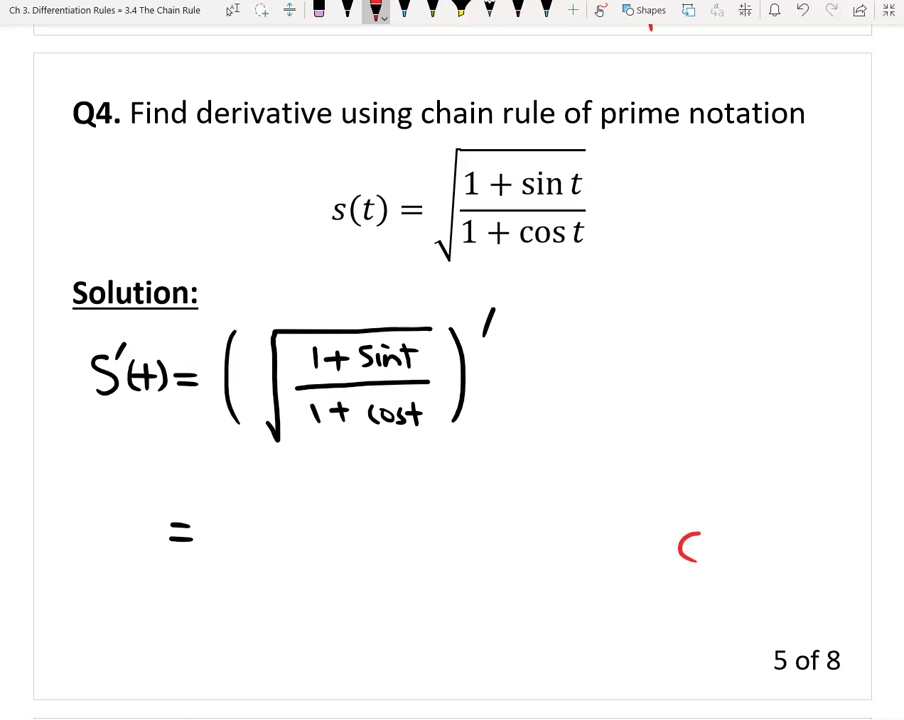 Ch 3. Differentiation Rules » 3.4 The Chain Rule
Shapes
Q4. Find derivative using chain rule of prime notation
s(t) = √((1 + sin t)/(1 + cos t))
Solution:
S'(t) = (√((1 + sint)/(1 + cost)))'
=
(
5 of 8